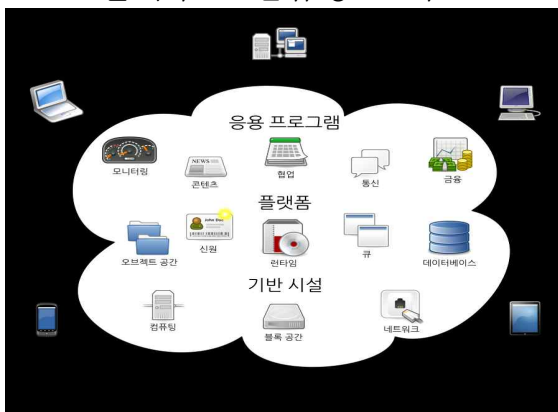 응용 프로그램
모니터링
NEWS
콘텐츠
협업
통신
금융
플랫폼
오브젝트 공간
신원
런타임
큐
데이터베이스
기반 시설
컴퓨팅
블록 공간
네트워크